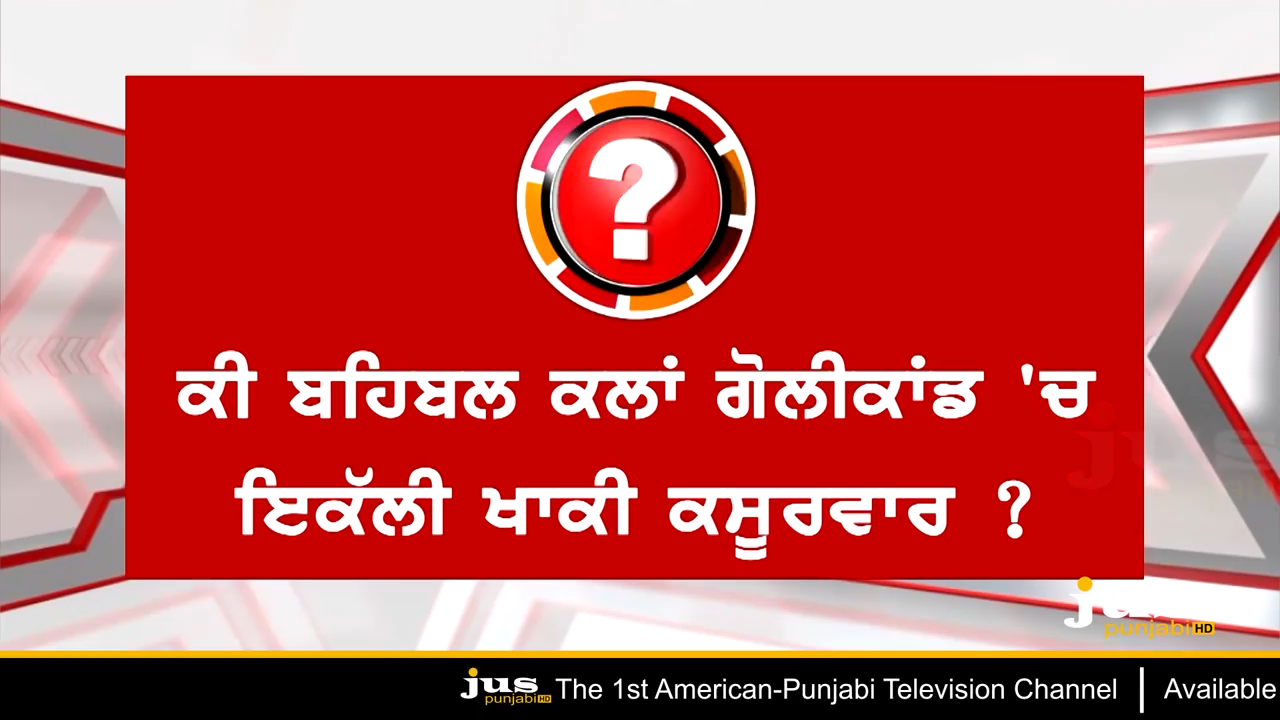 ?
ਕੀ ਬਹਿਬਲ ਕਲਾਂ ਗੋਲੀਕਾਂਡ 'ਚ
ਇਕੱਲੀ ਖਾਕੀ ਕਸੂਰਵਾਰ ?
jus
punjabi HD
jus punjabi HD The 1st American-Punjabi Television Channel | Available